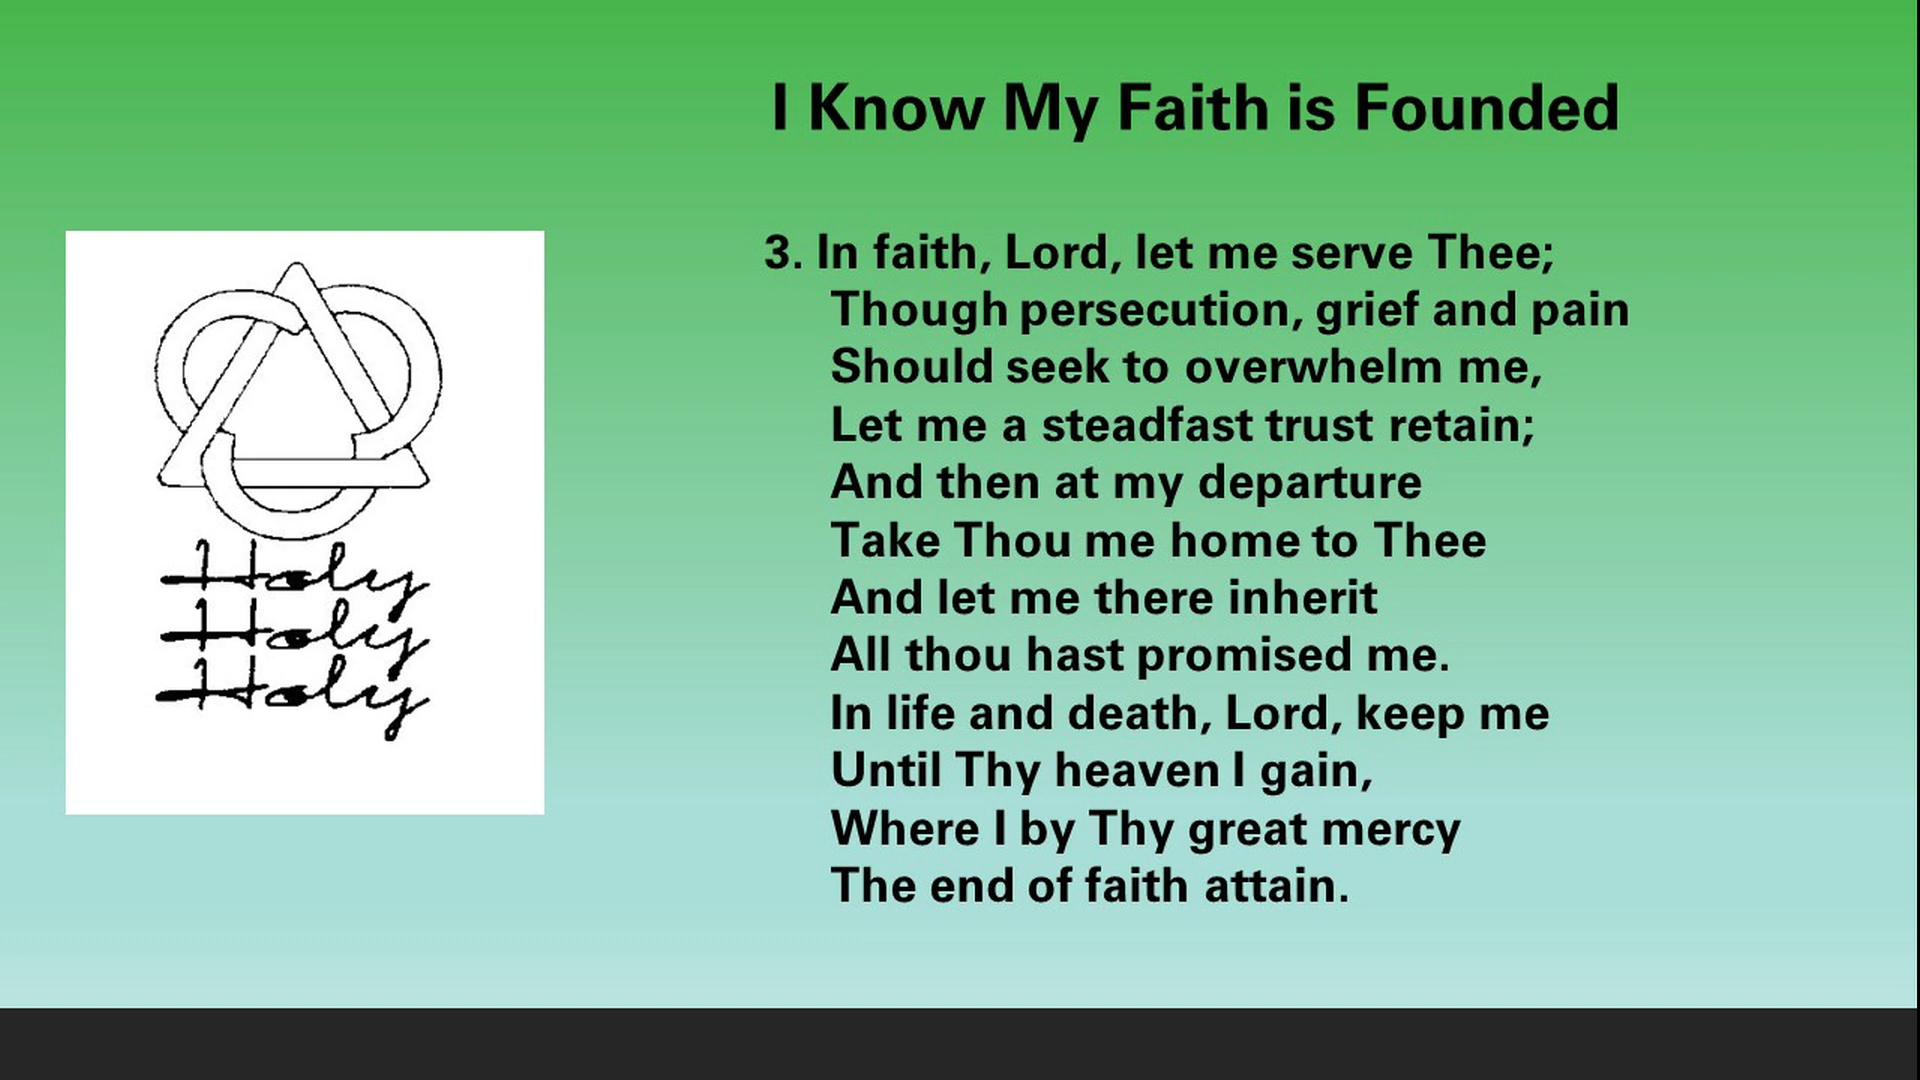 I Know My Faith is Founded
3. In faith, Lord, let me serve Thee;
Though persecution, grief and pain
Should seek to overwhelm me,
Let me a steadfast trust retain;
And then at my departure
Take Thou me home to Thee
And let me there inherit
All thou hast promised me.
In life and death, Lord, keep me
Until Thy heaven I gain,
Where I by Thy great mercy
The end of faith attain.
Holy
Holy
Holy